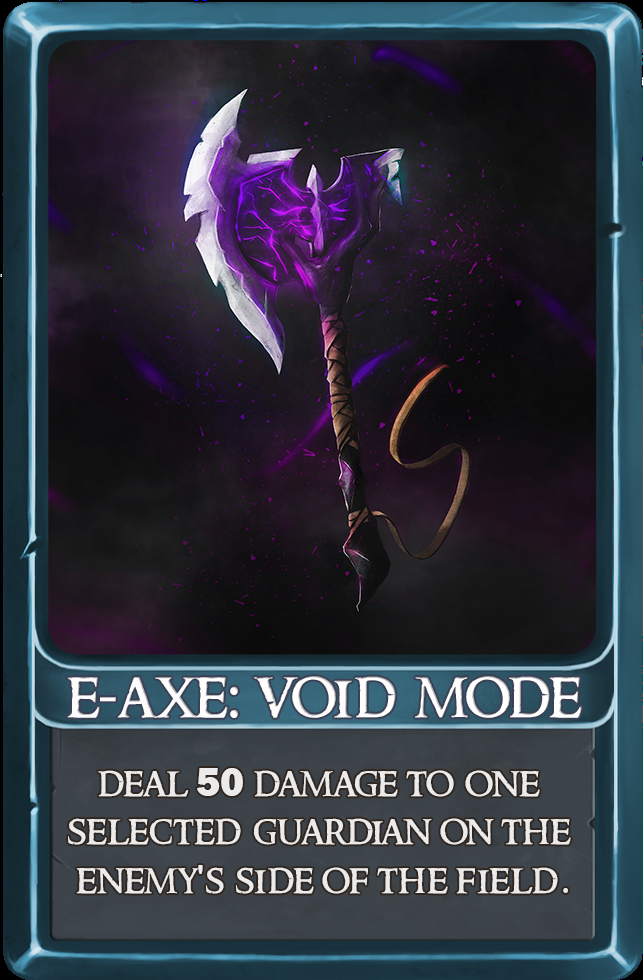 E-AXE: VOID MODE
DEAL 50 DAMAGE TO ONE
SELECTED GUARDIAN ON THE
ENEMY'S SIDE OF THE FIELD.